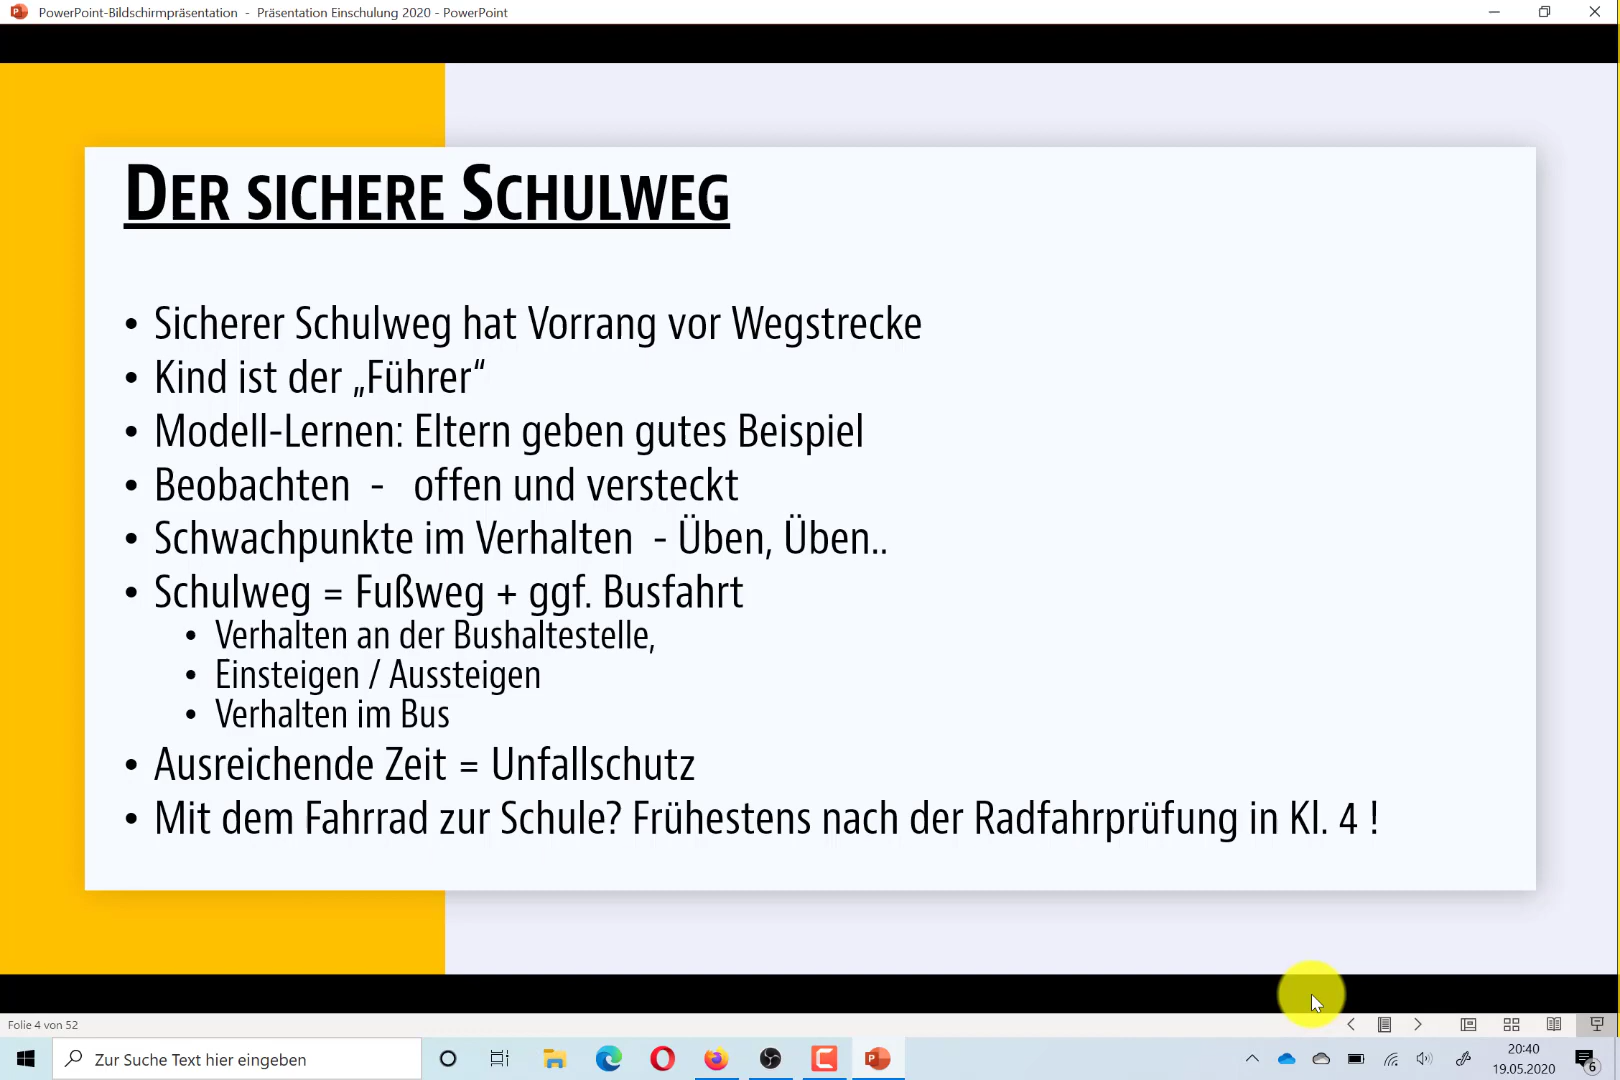 PowerPoint-Bildschirmpräsentation - Präsentation Einschulung 2020 - PowerPoint
DER SICHERE SCHULWEG
• Sicherer Schulweg hat Vorrang vor Wegstrecke
• Kind ist der „Führer“
• Modell-Lernen: Eltern geben gutes Beispiel
• Beobachten - offen und versteckt
• Schwachpunkte im Verhalten - Üben, Üben..
• Schulweg = Fußweg + ggf. Busfahrt
• Verhalten an der Bushaltestelle,
• Einsteigen / Aussteigen
• Verhalten im Bus
• Ausreichende Zeit = Unfallschutz
• Mit dem Fahrrad zur Schule? Frühestens nach der Radfahrprüfung in Kl. 4 !
Folie 4 von 52
Zur Suche Text hier eingeben
20:40
19.05.2020
6